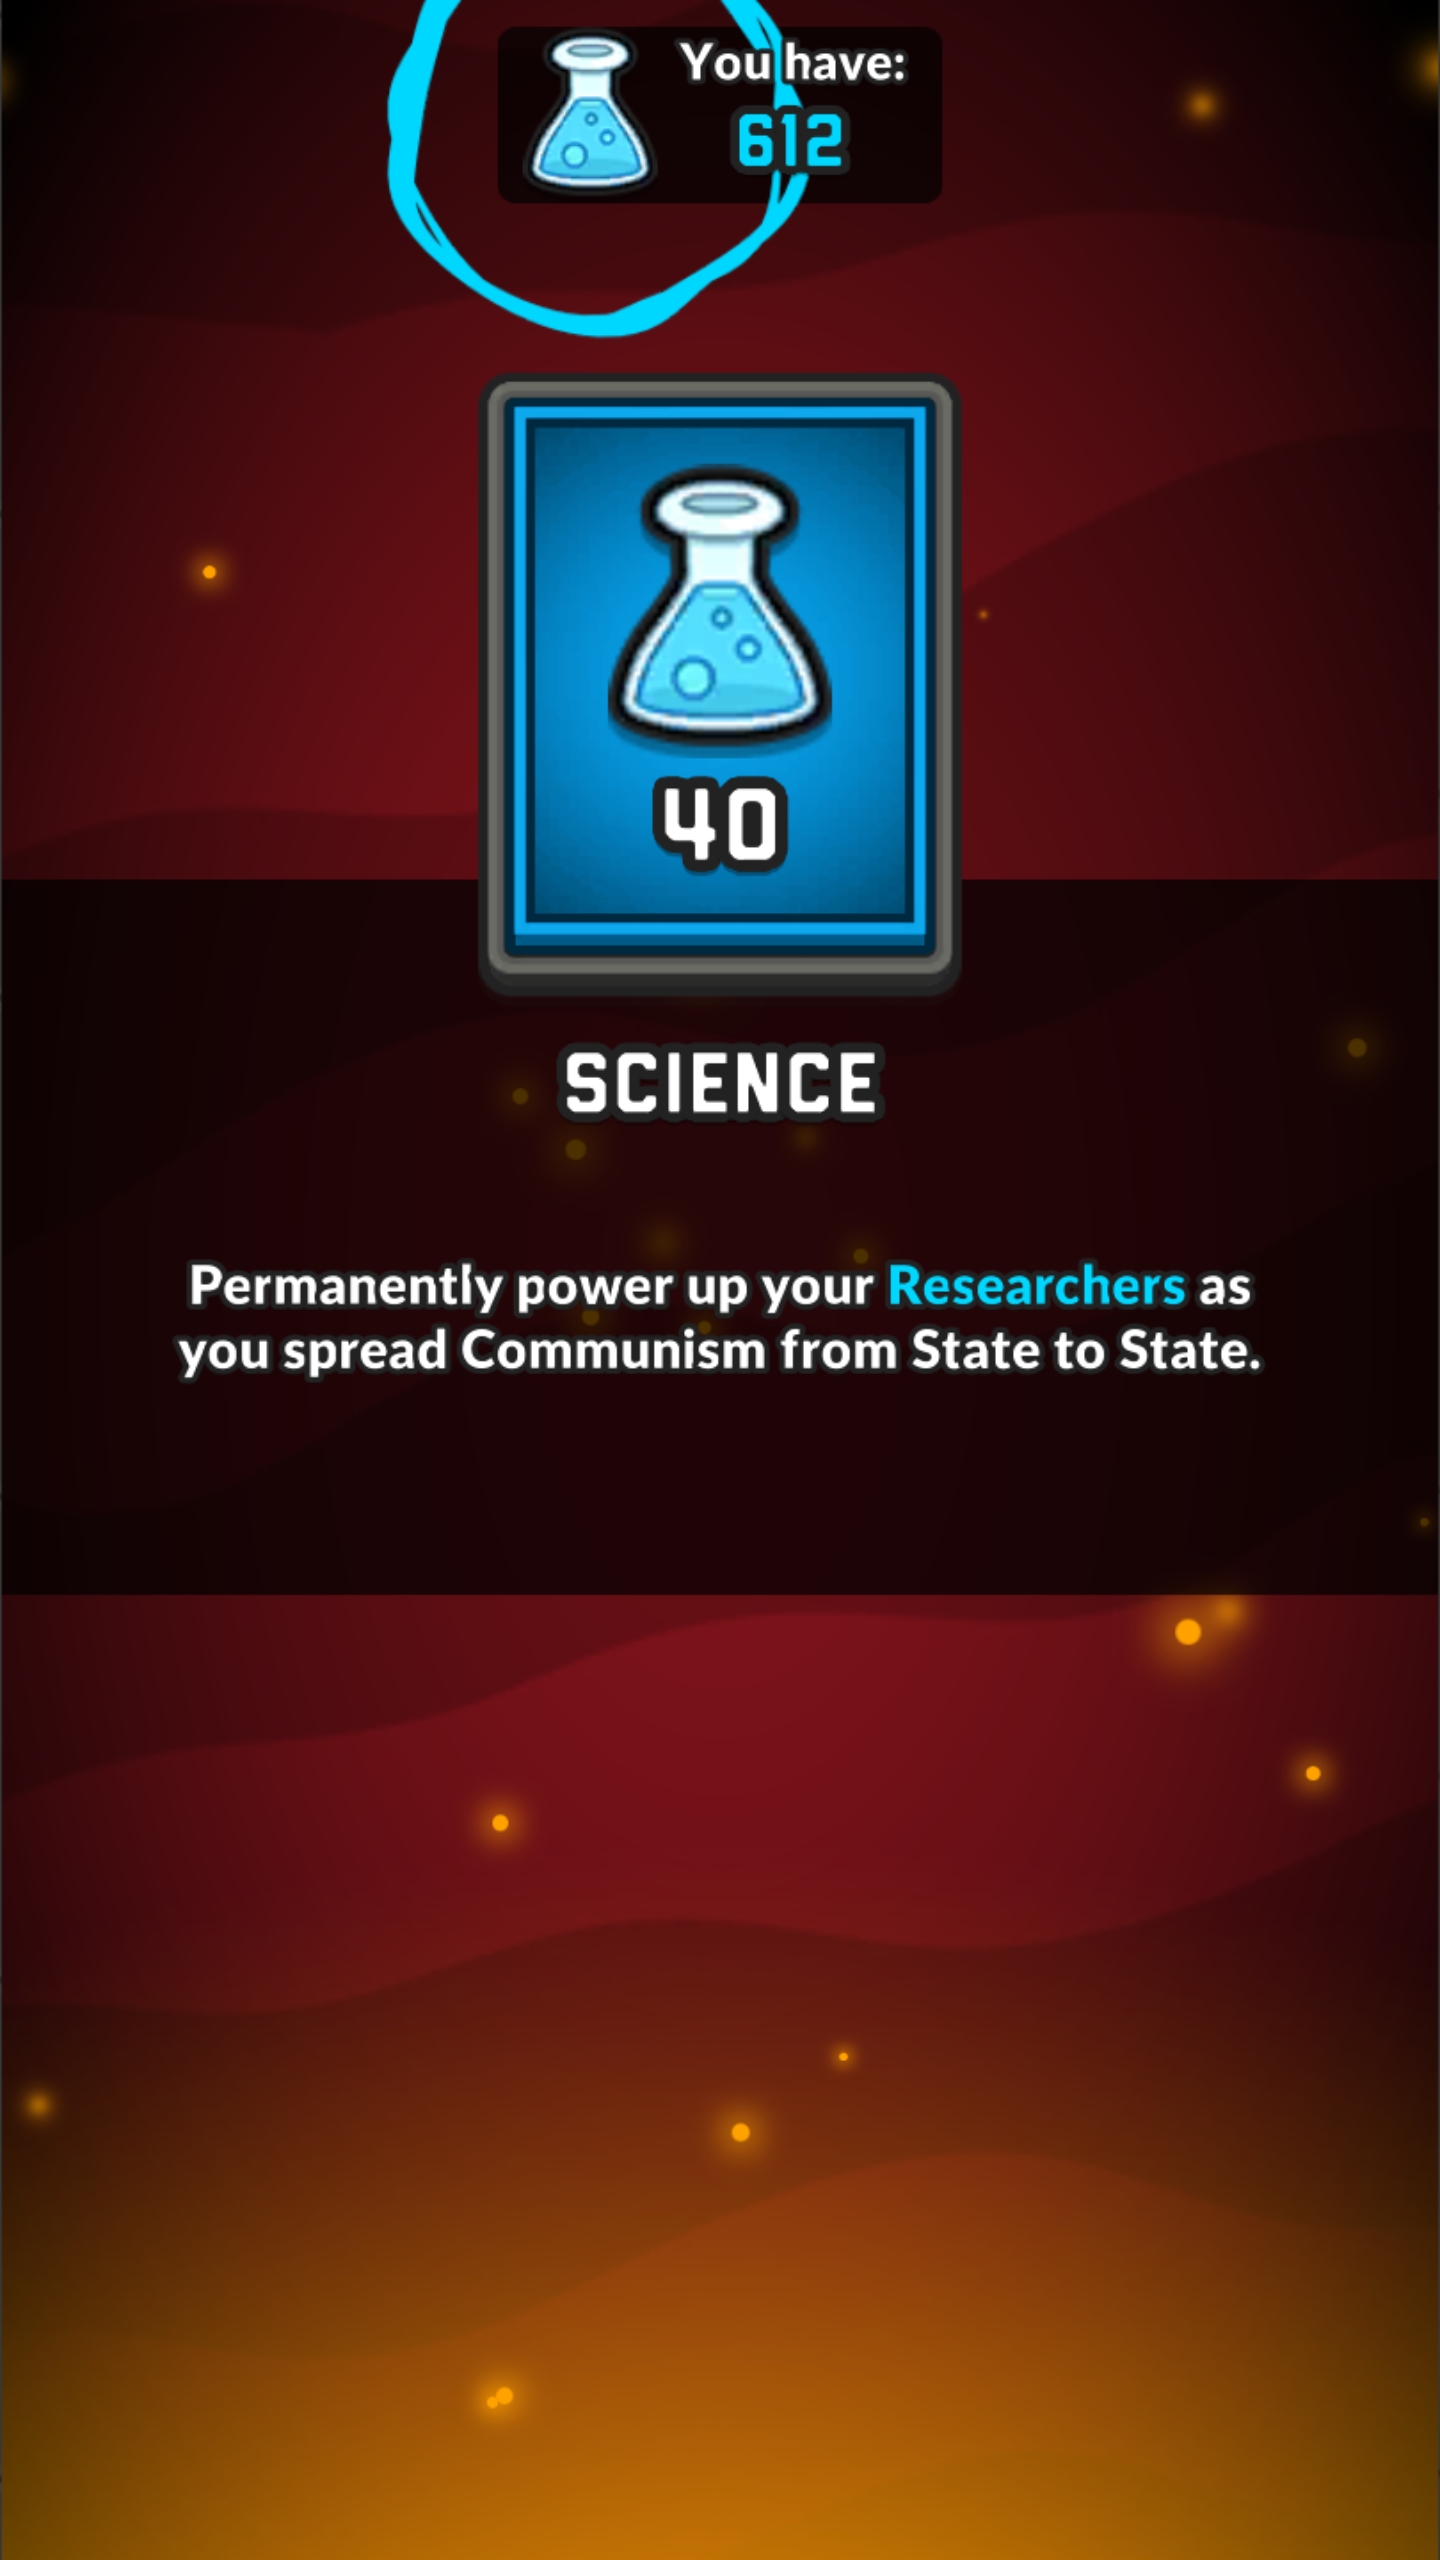 You have:
612
40
SCIENCE
Permanently power up your Researchers as
you spread Communism from State to State.